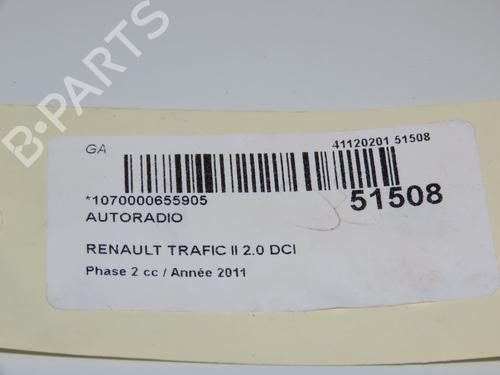 B-PARTS
GA
41120201 51508
*1070000655905
51508
AUTORADIO
RENAULT TRAFIC II 2.0 DCI
Phase 2 cc / Année 2011